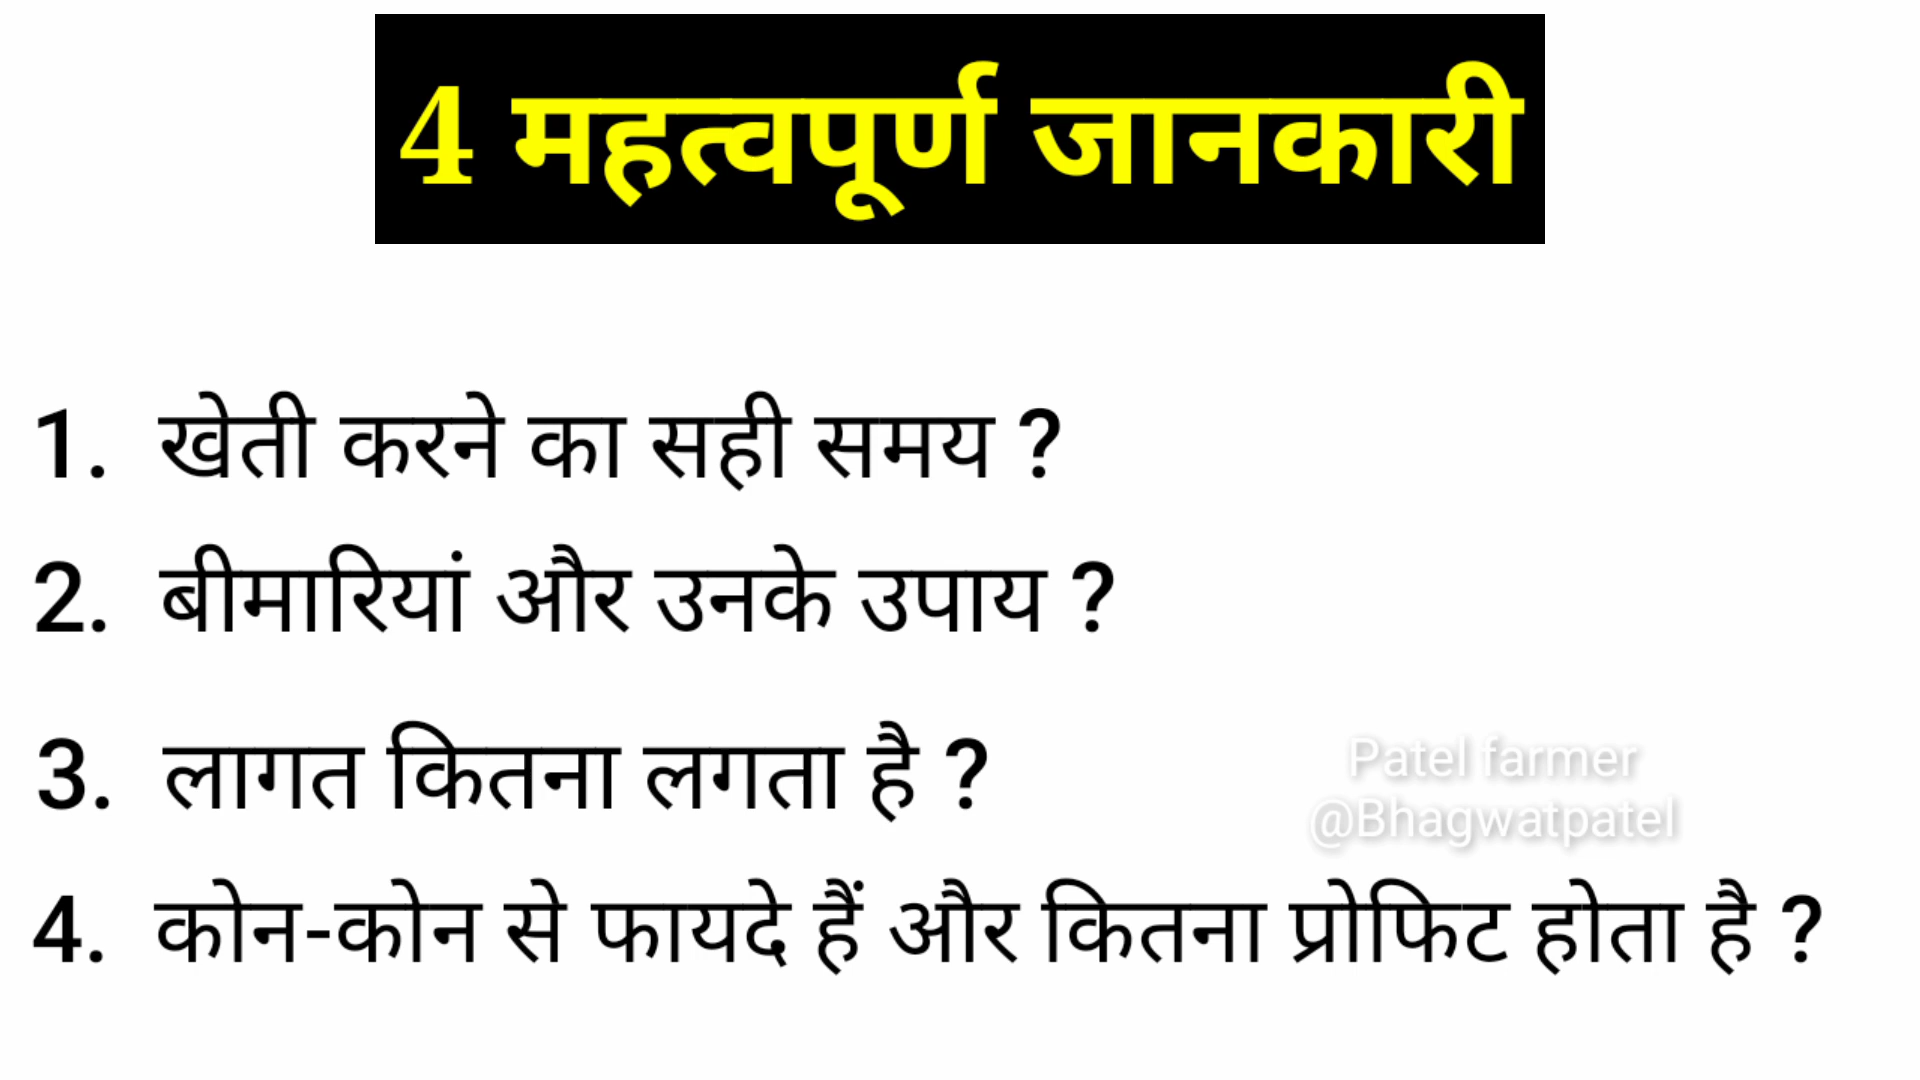 4 महत्वपूर्ण जानकारी
1. खेती करने का सही समय ?
2. बीमारियां और उनके उपाय ?
3. लागत कितना लगता है ?
Patel farmer
@Bhagwatpatel
4. कोन-कोन से फायदे हैं और कितना प्रोफिट होता है ?